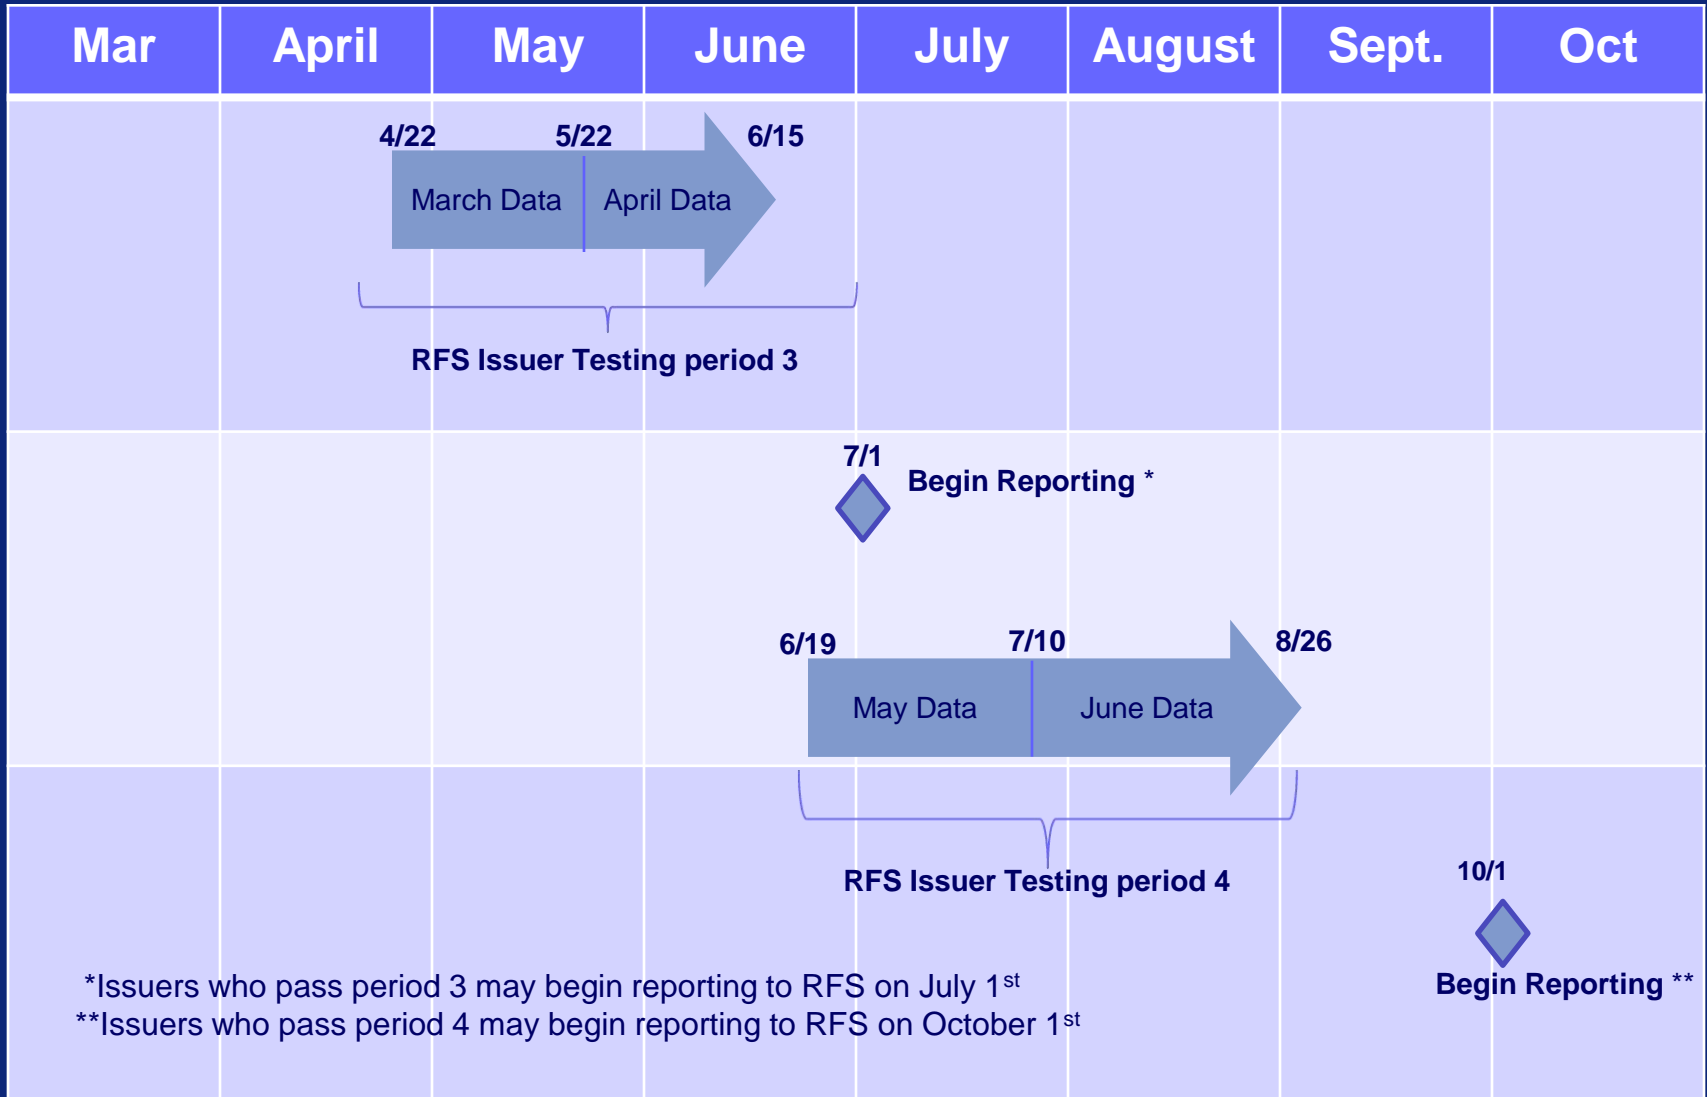 Mar April May June July August Sept. Oct
4/22 5/22 6/15
March Data April Data
RFS Issuer Testing period 3
7/1
Begin Reporting *
6/19 7/10 8/26
May Data June Data
RFS Issuer Testing period 4
10/1
Begin Reporting **
*Issuers who pass period 3 may begin reporting to RFS on July 1st
**Issuers who pass period 4 may begin reporting to RFS on October 1st